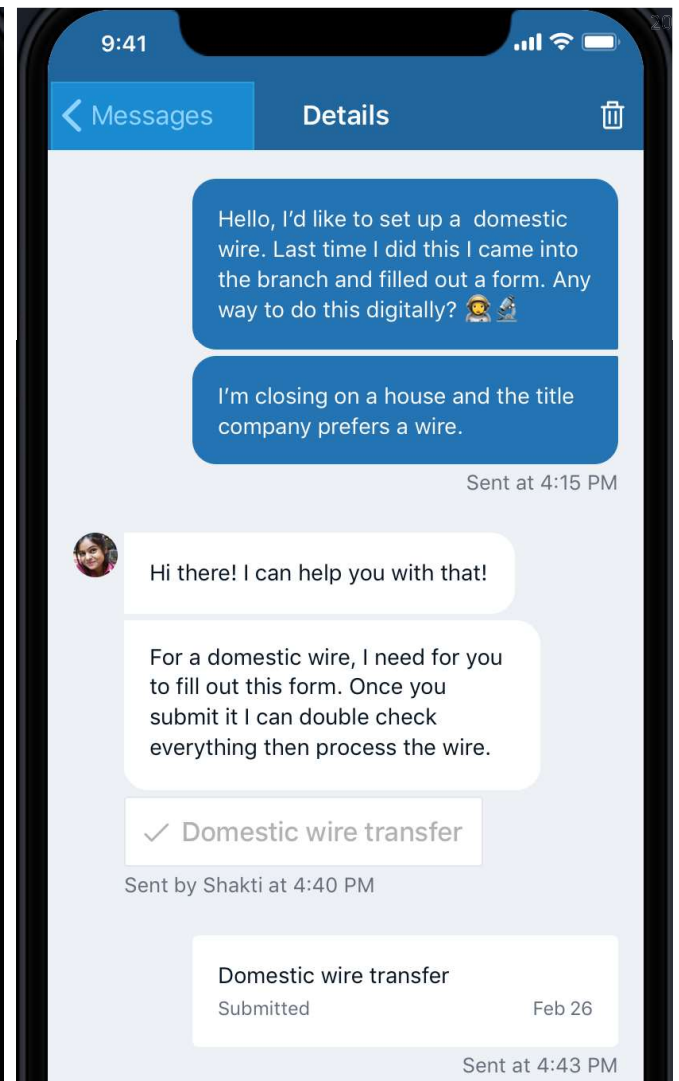 20
9:41
Messages
Details
Hello, I’d like to set up a  domestic
wire. Last time I did this I came into
the branch and filled out a form. Any
way to do this digitally? 👩‍🚀🔬
I’m closing on a house and the title
company prefers a wire.
Sent at 4:15 PM
Hi there! I can help you with that!
For a domestic wire, I need for you
to fill out this form. Once you
submit it I can double check
everything then process the wire.
Domestic wire transfer
Sent by Shakti at 4:40 PM
Domestic wire transfer
Submitted Feb 26
Sent at 4:43 PM